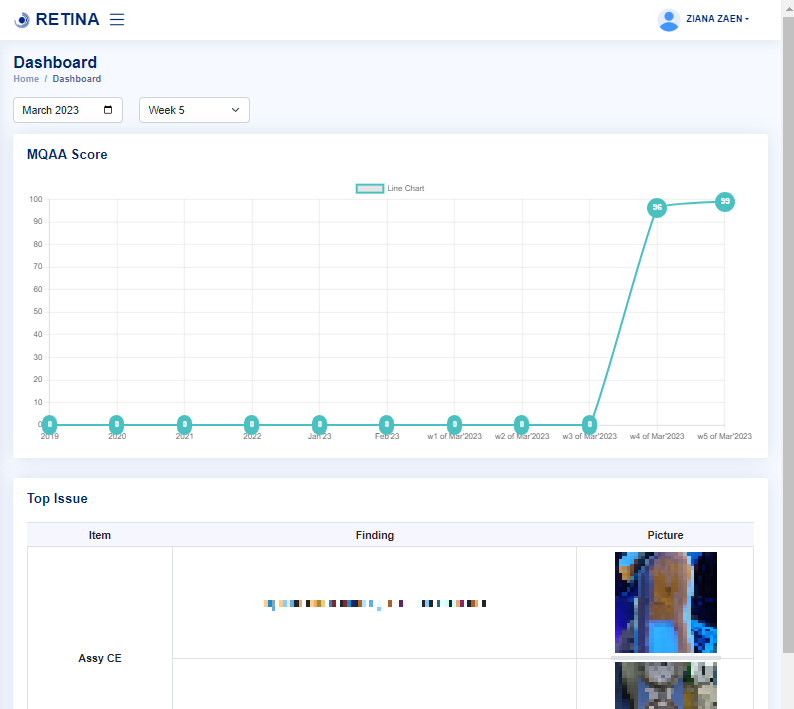 RETINA
ZIANA ZAEN
Dashboard
Home / Dashboard
March 2023
Week 5
MQAA Score
Line Chart
100
90
80
70
60
50
40
30
20
10
0
0 0 0 0 0 0 0 0 0 96 99
2019 2020 2021 2022 Jan'23 Feb'23 w1 of Mar'2023 w2 of Mar'2023 w3 of Mar'2023 w4 of Mar'2023 w5 of Mar'2023
Top Issue
Item Finding Picture
Assy CE